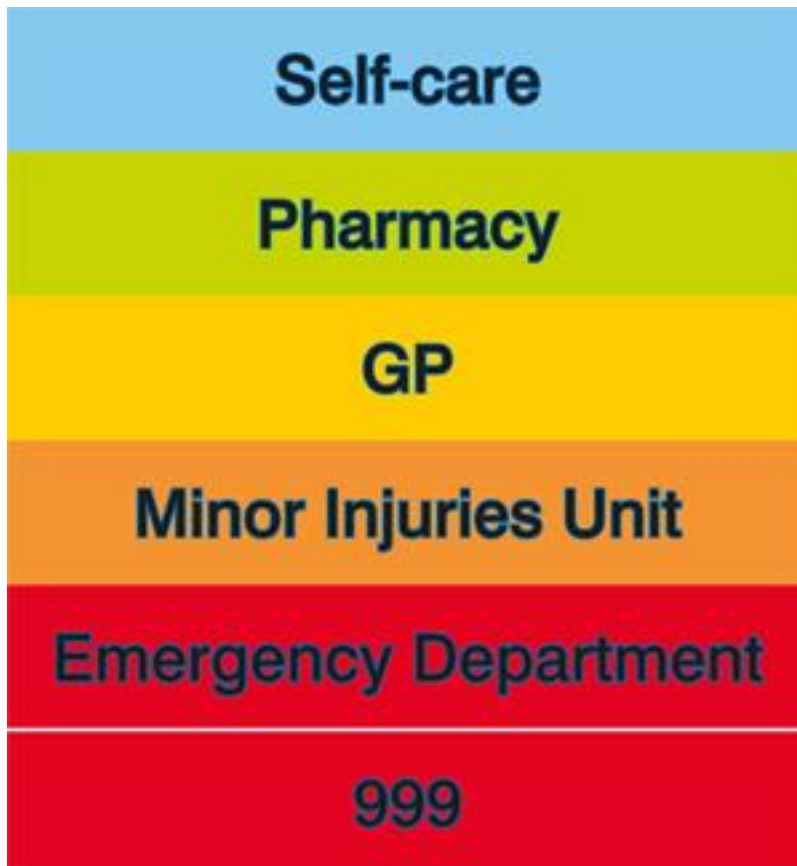 Self-care
Pharmacy
GP
Minor Injuries Unit
Emergency Department
999